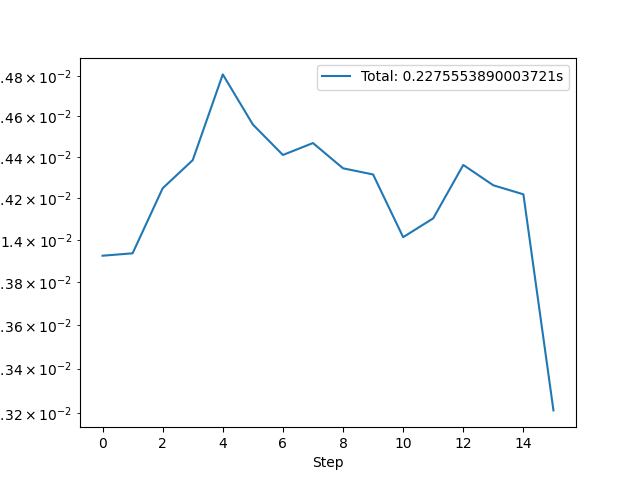 Total: 0.2275553890003721s
.48 × 10⁻²
.46 × 10⁻²
.44 × 10⁻²
.42 × 10⁻²
1.4 × 10⁻²
.38 × 10⁻²
.36 × 10⁻²
.34 × 10⁻²
.32 × 10⁻²
0 2 4 6 8 10 12 14
Step